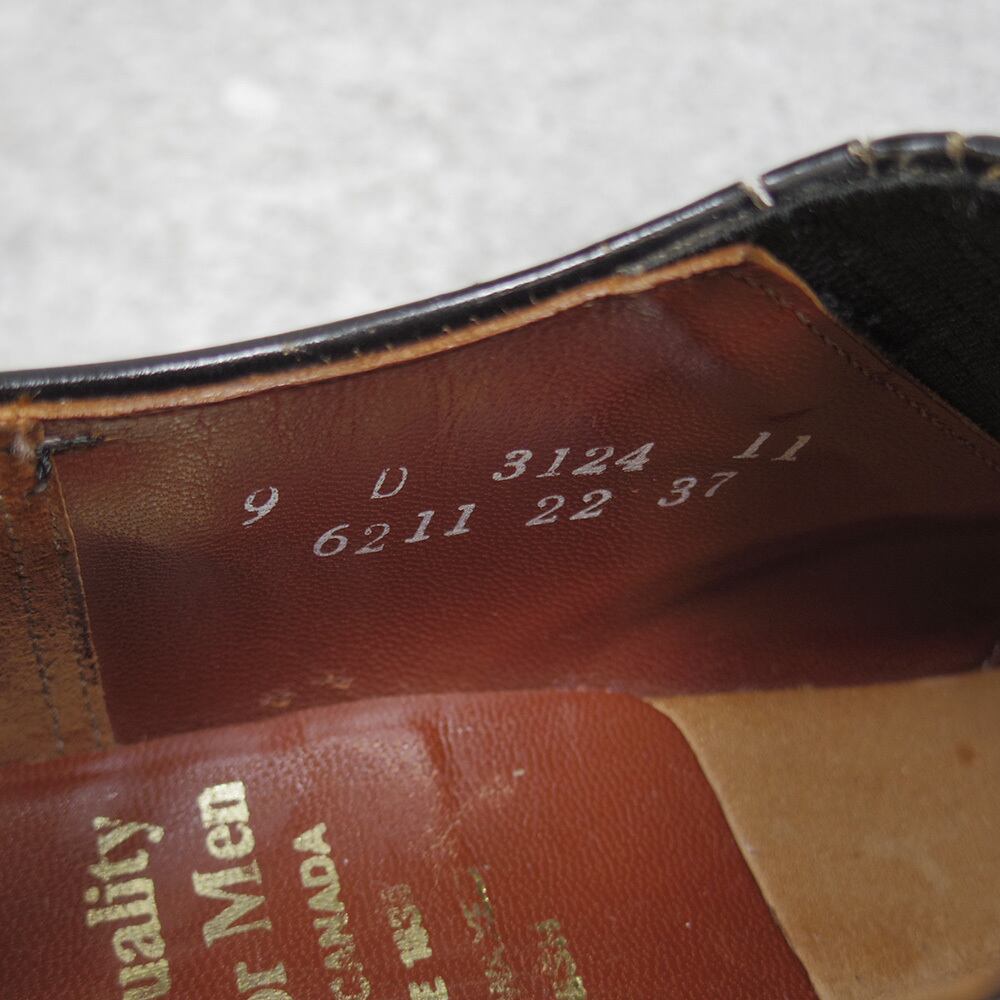 9 D 3124 11
6211 22 37
uality
or Men
CANADA